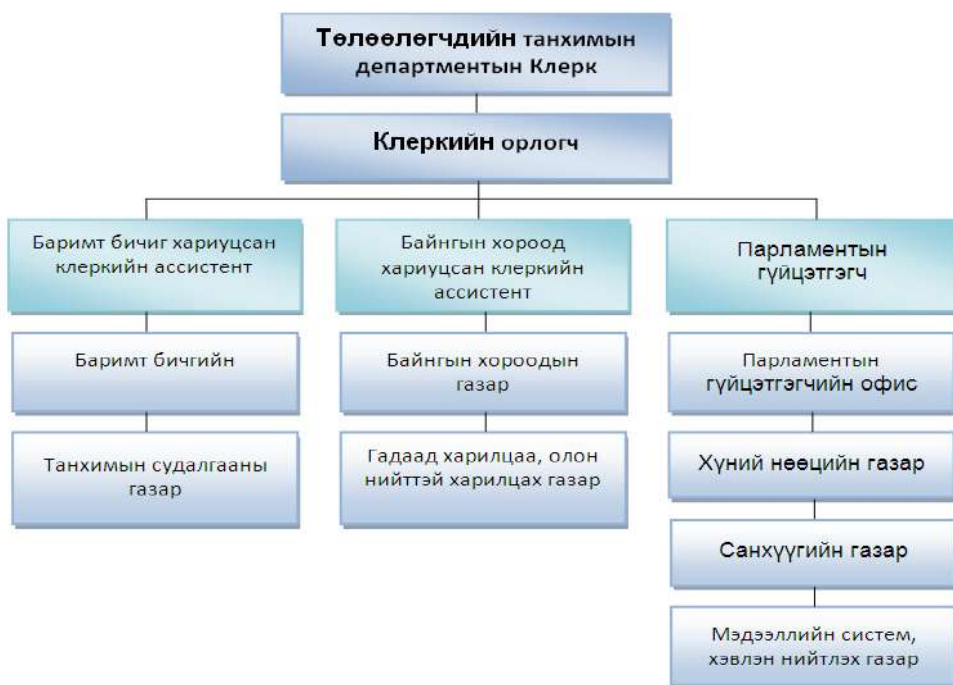 Төлөөлөгчдийн танхимын
департментын Клерк
Клеркийн орлогч
Баримт бичиг хариуцсан
клеркийн ассистент
Баримт бичгийн
Танхимын судалгааны
газар
Байнгын хороод
хариуцсан клеркийн
ассистент
Байнгын хороодын
газар
Гадаад харилцаа, олон
нийттэй харилцах газар
Парламентын
гүйцэтгэгч
Парламентын
гүйцэтгэгчийн офис
Хүний нөөцийн газар
Санхүүгийн газар
Мэдээллийн систем,
хэвлэн нийтлэх газар